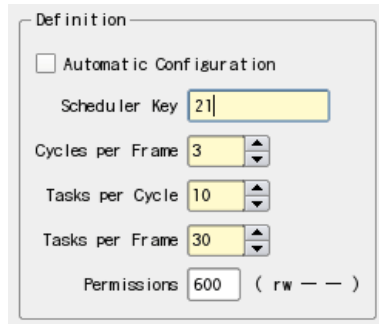 Definition
Automatic Configuration
Scheduler Key 21
Cycles per Frame 3
Tasks per Cycle 10
Tasks per Frame 30
Permissions 600 ( rw — — )